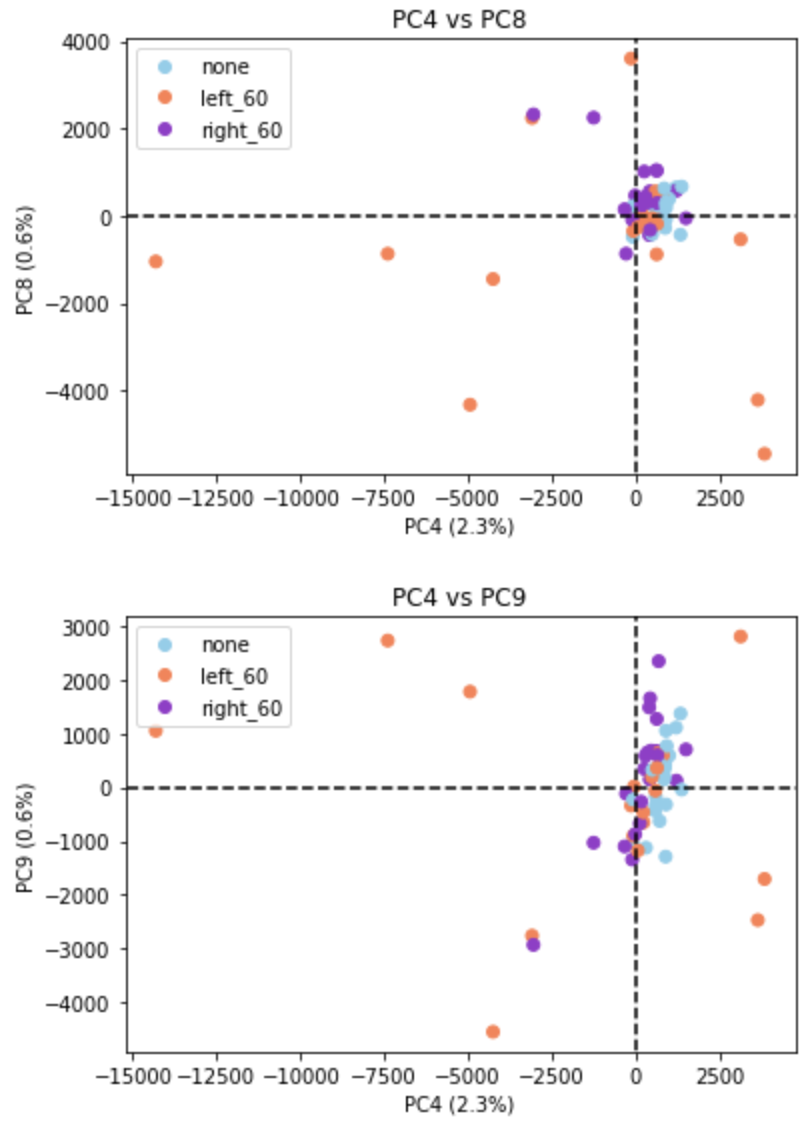 PC4 vs PC8
4000
2000
0
−2000
−4000
PC8 (0.6%)
none
left_60
right_60
−15000 −12500 −10000 −7500 −5000 −2500 0 2500
PC4 (2.3%)
PC4 vs PC9
3000
2000
1000
0
−1000
−2000
−3000
−4000
PC9 (0.6%)
none
left_60
right_60
−15000 −12500 −10000 −7500 −5000 −2500 0 2500
PC4 (2.3%)